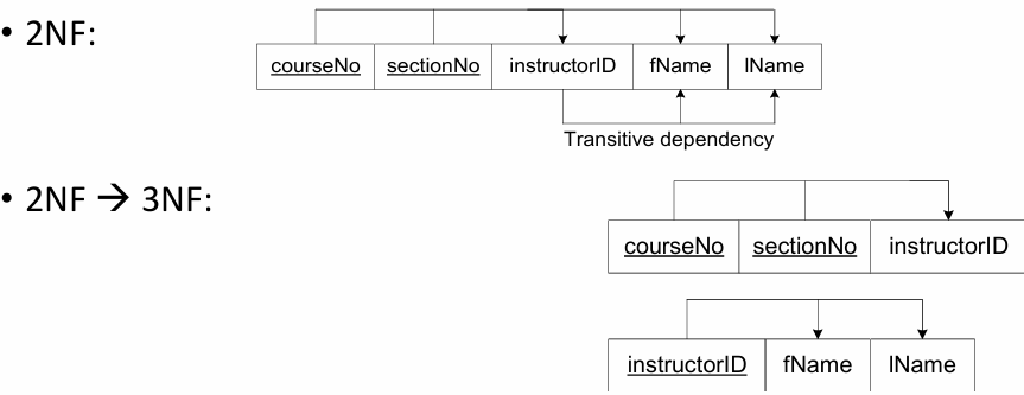 • 2NF:
courseNo sectionNo instructorID fName lName
Transitive dependency
• 2NF → 3NF:
courseNo sectionNo instructorID
instructorID fName lName